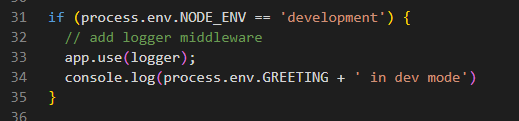 31 if (process.env.NODE_ENV == 'development') {
32   // add logger middleware
33   app.use(logger);
34   console.log(process.env.GREETING + ' in dev mode')
35 }
36